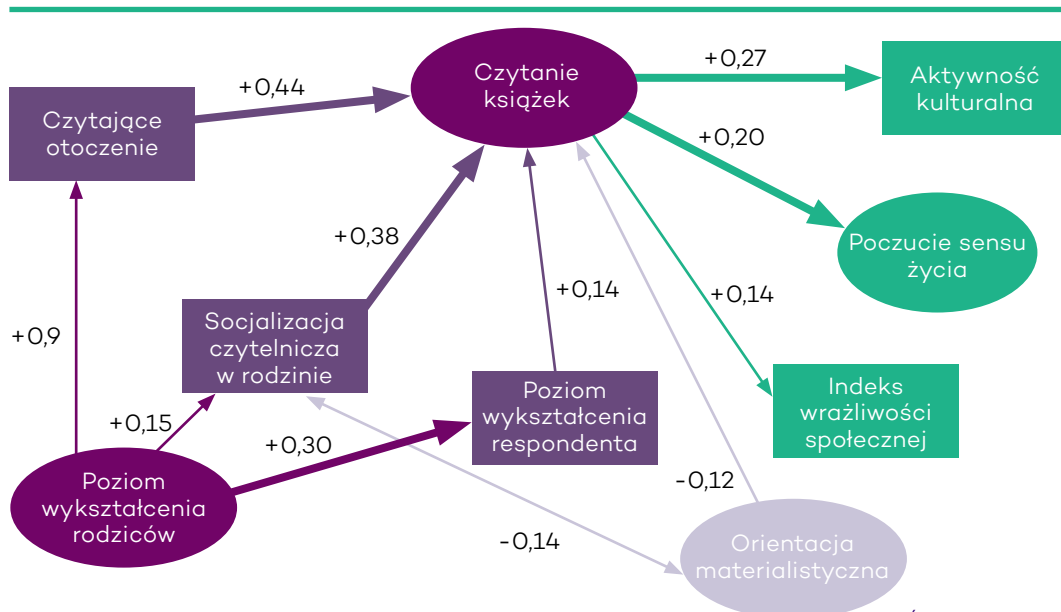 Czytanie
książek
+0,27
Aktywność
kulturalna
+0,44
Czytające
otoczenie
+0,20
Poczucie sensu
życia
+0,38
+0,14
+0,14
+0,9
Socjalizacja
czytelnicza
w rodzinie
Poziom
wykształcenia
respondenta
Indeks
wrażliwości
społecznej
+0,15
+0,30
-0,12
Poziom
wykształcenia
rodziców
-0,14
Orientacja
materialistyczna